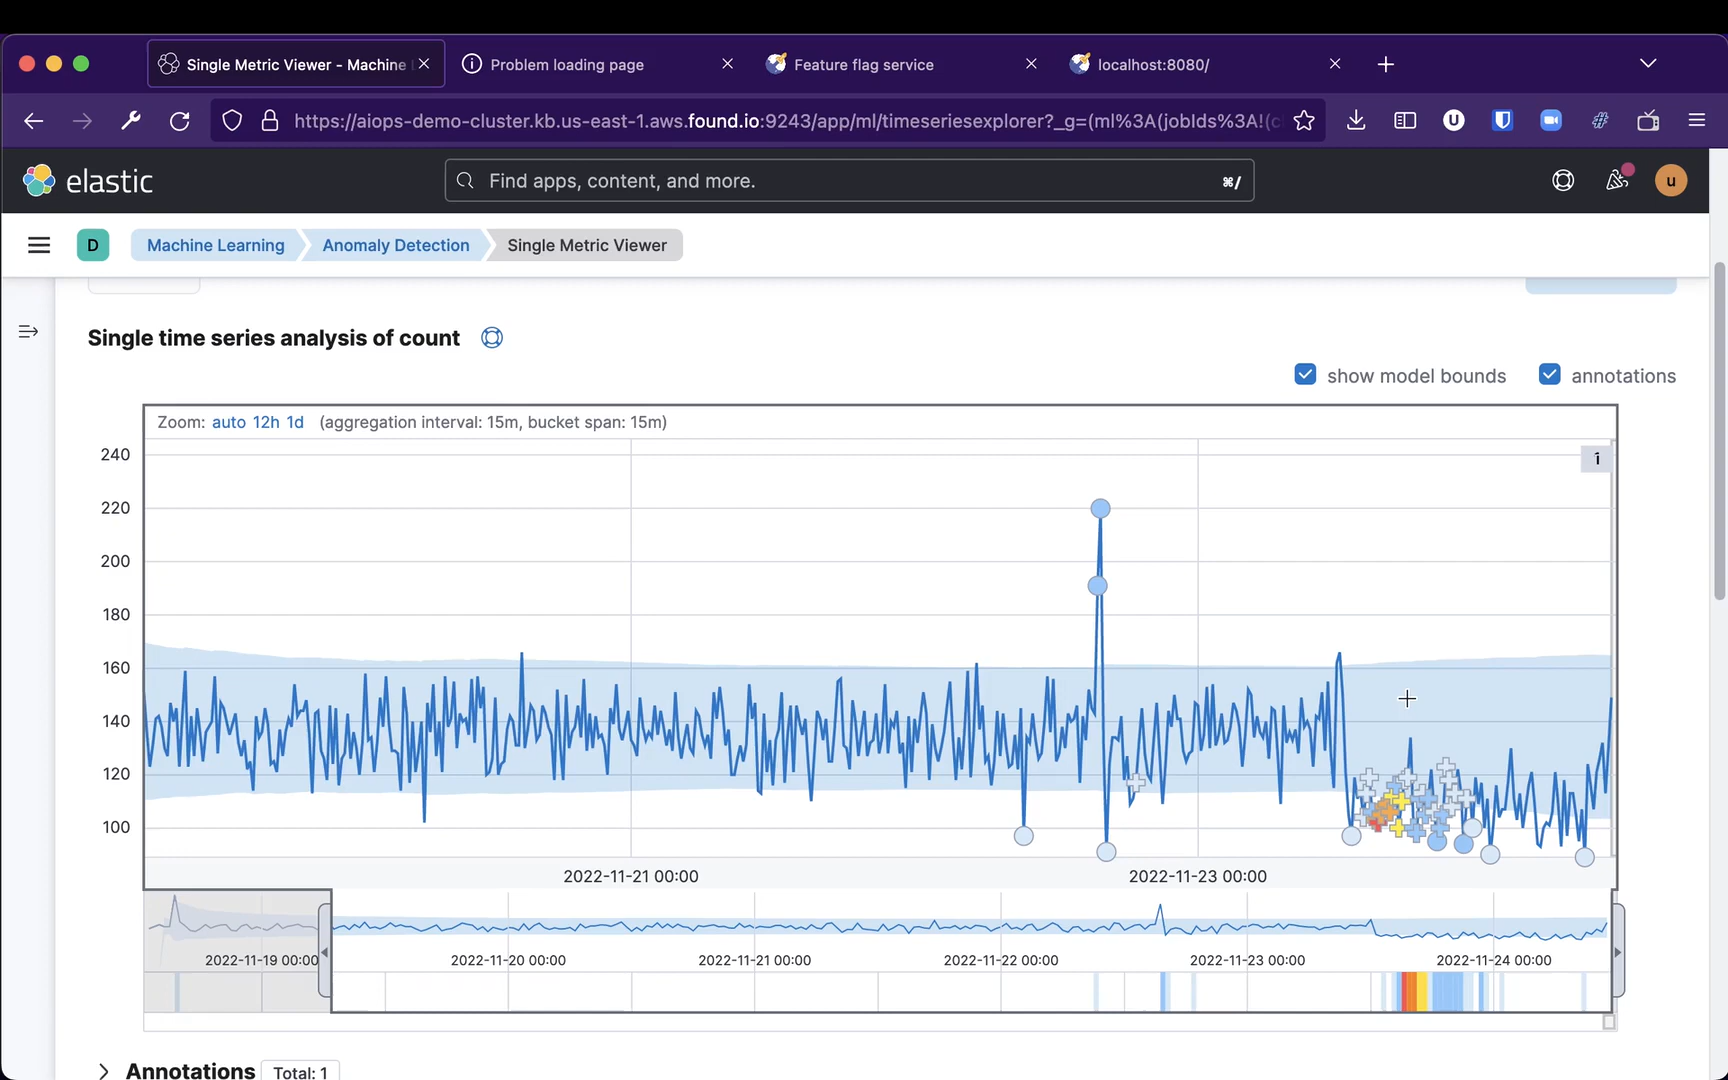 Single Metric Viewer - Machine
Problem loading page
Feature flag service
localhost:8080/
https://aiops-demo-cluster.kb.us-east-1.aws.found.io:9243/app/ml/timeseriesexplorer?_g=(ml%3A(jobIds%3A!(c
elastic
Find apps, content, and more.
⌘/
u
D
Machine Learning
Anomaly Detection
Single Metric Viewer
Single time series analysis of count
show model bounds
annotations
Zoom: auto 12h 1d (aggregation interval: 15m, bucket span: 15m)
240
i
220
200
180
160
140
120
100
2022-11-21 00:00
2022-11-23 00:00
2022-11-19 00:00
2022-11-20 00:00
2022-11-21 00:00
2022-11-22 00:00
2022-11-23 00:00
2022-11-24 00:00
Annotations
Total: 1